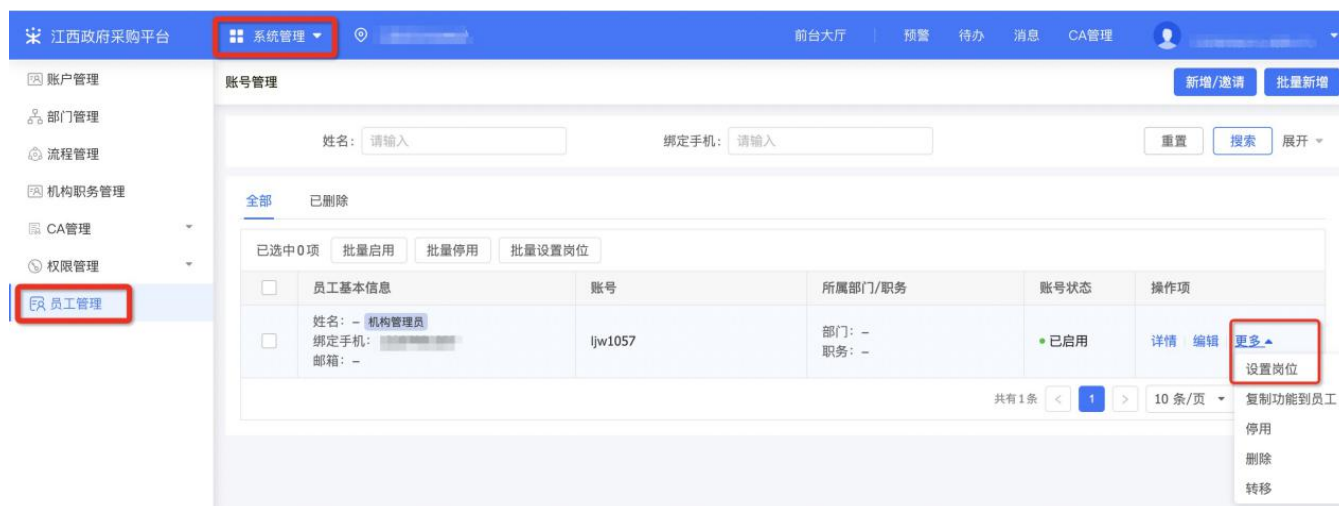 江西政府采购平台 系统管理 前台大厅 预警 待办 消息 CA管理
账户管理
账号管理 新增/邀请 批量新增
部门管理
姓名: 请输入 绑定手机: 请输入 重置 搜索 展开
流程管理
机构职务管理
全部 已删除
CA管理
已选中0项 批量启用 批量停用 批量设置岗位
权限管理
员工基本信息 账号 所属部门/职务 账号状态 操作项
员工管理
姓名: - 机构管理员
绑定手机:
邮箱: -
ljw1057
部门: -
职务: -
已启用
详情 编辑 更多
设置岗位
复制功能到员工
停用
删除
转移
共有1条 < 1 > 10 条/页